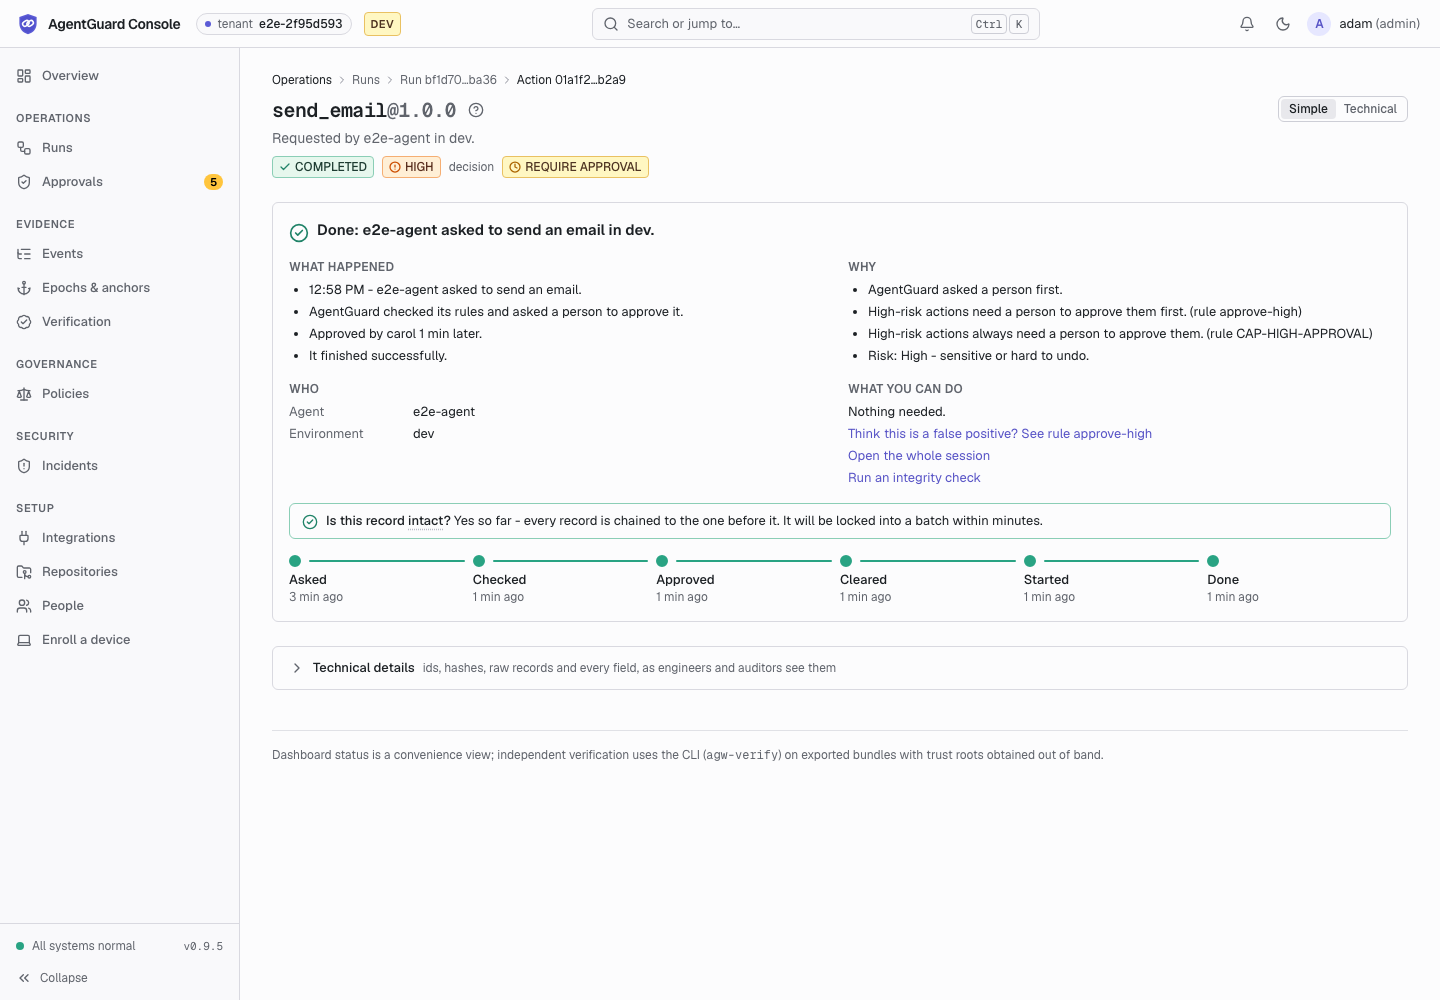 AgentGuard Console
tenant e2e-2f95d593
DEV
Search or jump to...
Ctrl K
A
adam (admin)
Overview
OPERATIONS
Runs
Approvals
5
EVIDENCE
Events
Epochs & anchors
Verification
GOVERNANCE
Policies
SECURITY
Incidents
SETUP
Integrations
Repositories
People
Enroll a device
All systems normal
v0.9.5
Collapse
Operations > Runs > Run bf1d70...ba36 > Action 01a1f2...b2a9
send_email@1.0.0
Simple
Technical
Requested by e2e-agent in dev.
COMPLETED
HIGH
decision
REQUIRE APPROVAL
Done: e2e-agent asked to send an email in dev.
WHAT HAPPENED
• 12:58 PM - e2e-agent asked to send an email.
• AgentGuard checked its rules and asked a person to approve it.
• Approved by carol 1 min later.
• It finished successfully.
WHY
• AgentGuard asked a person first.
• High-risk actions need a person to approve them first. (rule approve-high)
• High-risk actions always need a person to approve them. (rule CAP-HIGH-APPROVAL)
• Risk: High - sensitive or hard to undo.
WHO
Agent e2e-agent
Environment dev
WHAT YOU CAN DO
Nothing needed.
Think this is a false positive? See rule approve-high
Open the whole session
Run an integrity check
Is this record intact? Yes so far - every record is chained to the one before it. It will be locked into a batch within minutes.
Asked
3 min ago
Checked
1 min ago
Approved
1 min ago
Cleared
1 min ago
Started
1 min ago
Done
1 min ago
Technical details ids, hashes, raw records and every field, as engineers and auditors see them
Dashboard status is a convenience view; independent verification uses the CLI (agw-verify) on exported bundles with trust roots obtained out of band.